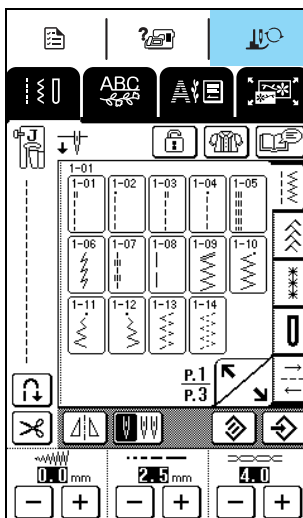 ?
ABC
A
J
1-01
1-01 1-02 1-03 1-04 1-05
1-06 1-07 1-08 1-09 1-10
1-11 1-12 1-13 1-14
P.1
P.3
0.0 mm 2.5 mm 4.0
− + − + − +